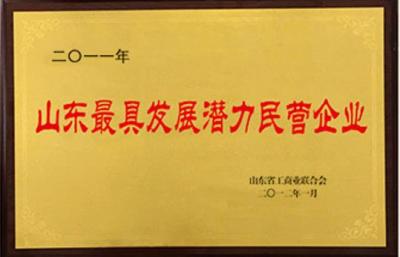 二〇一一年
山东最具发展潜力民营企业
山东省工商业联合会
二〇一二年一月